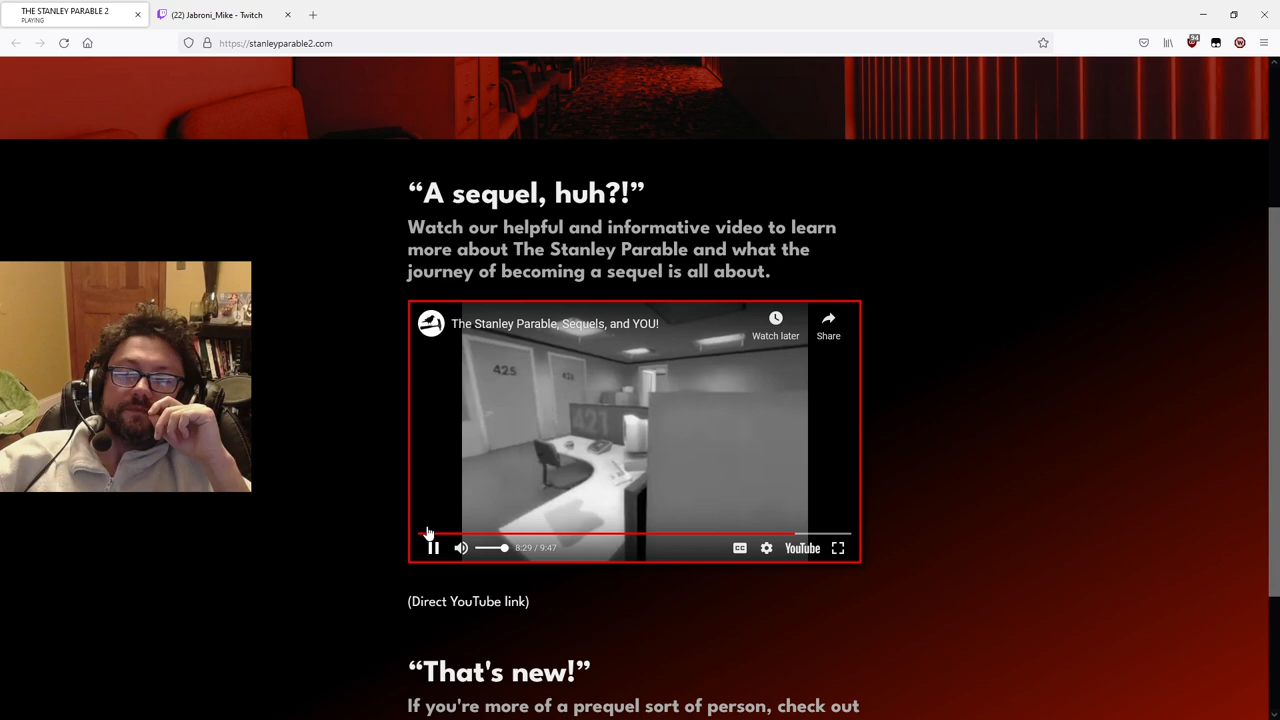 THE STANLEY PARABLE 2
PLAYING
(22) Jabroni_Mike - Twitch
https://stanleyparable2.com
“A sequel, huh?!”
Watch our helpful and informative video to learn
more about The Stanley Parable and what the
journey of becoming a sequel is all about.
The Stanley Parable, Sequels, and YOU!
Watch later
Share
425
426
421
8:29 / 9:47
CC
YouTube
(Direct YouTube link)
“That's new!”
If you're more of a prequel sort of person, check out